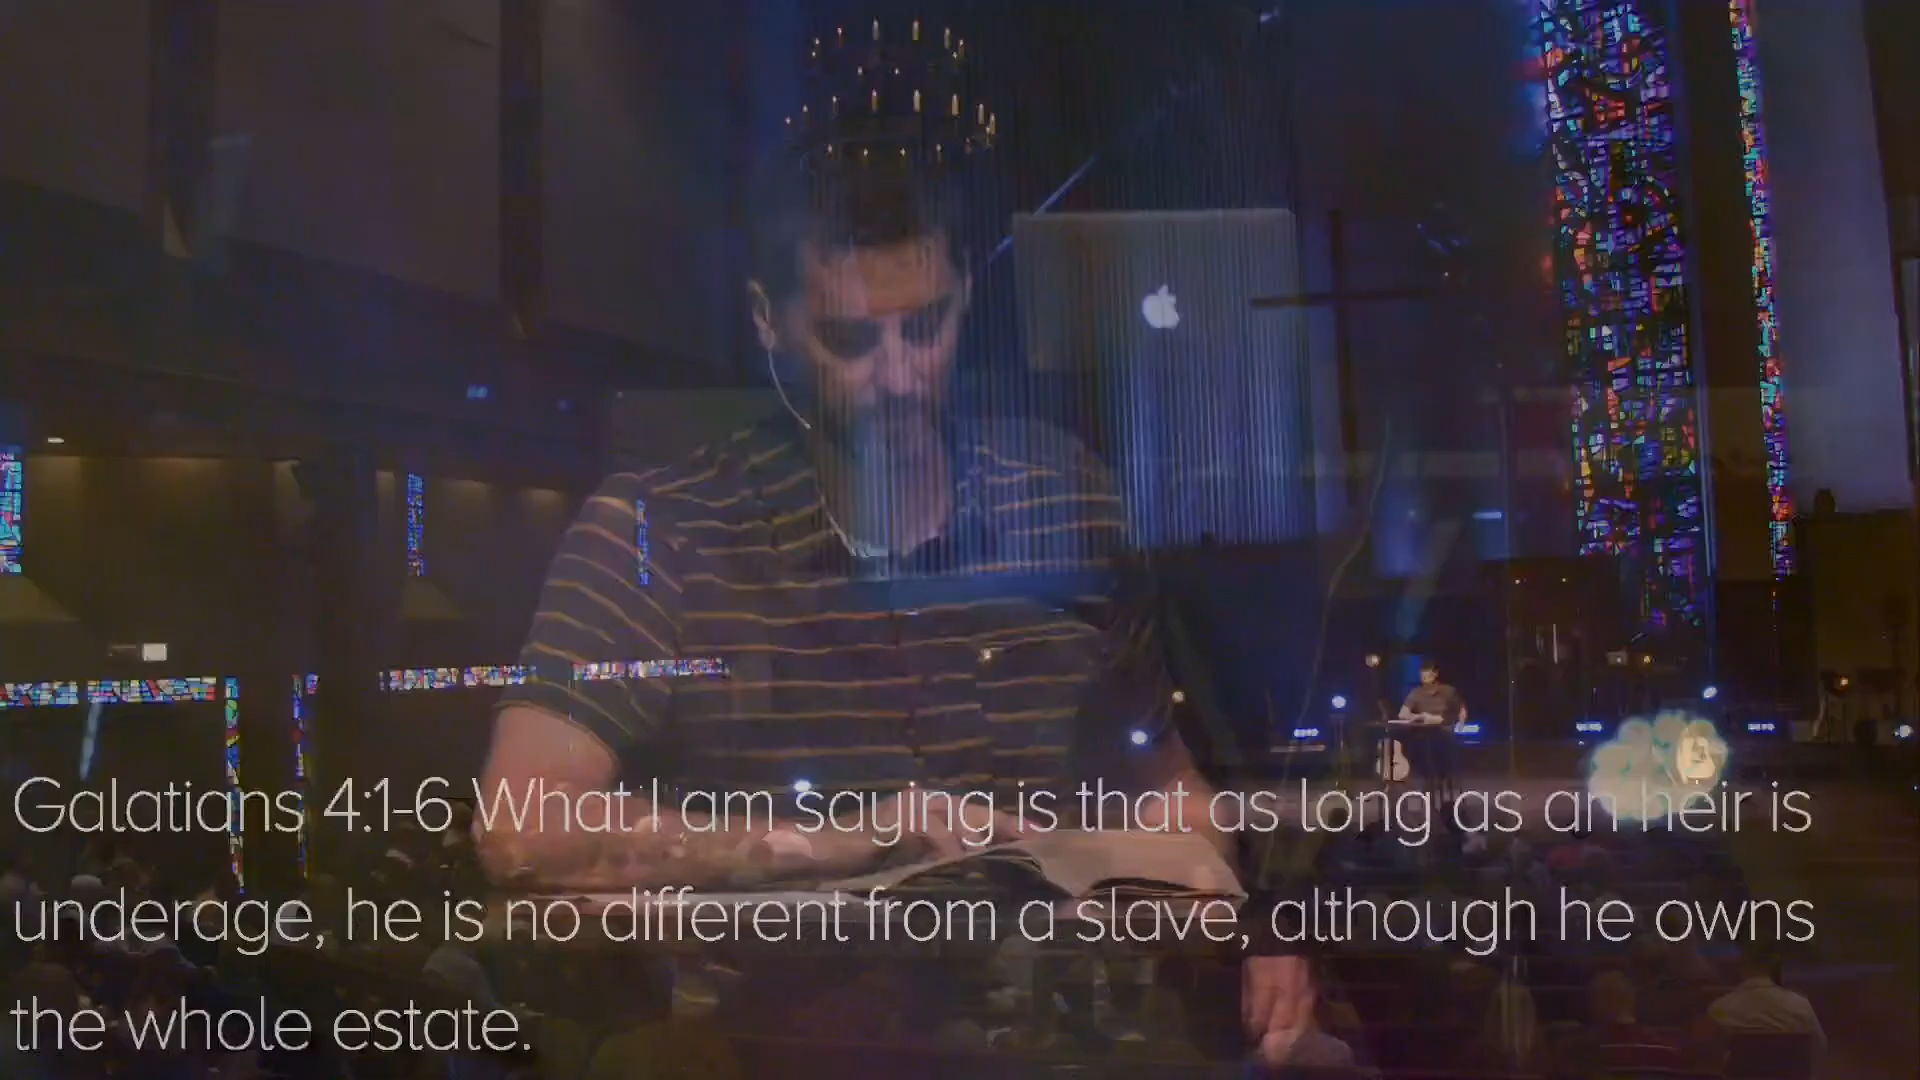 Galatians 4:1-6 What I am saying is that as long as an heir is
underage, he is no different from a slave, although he owns
the whole estate.